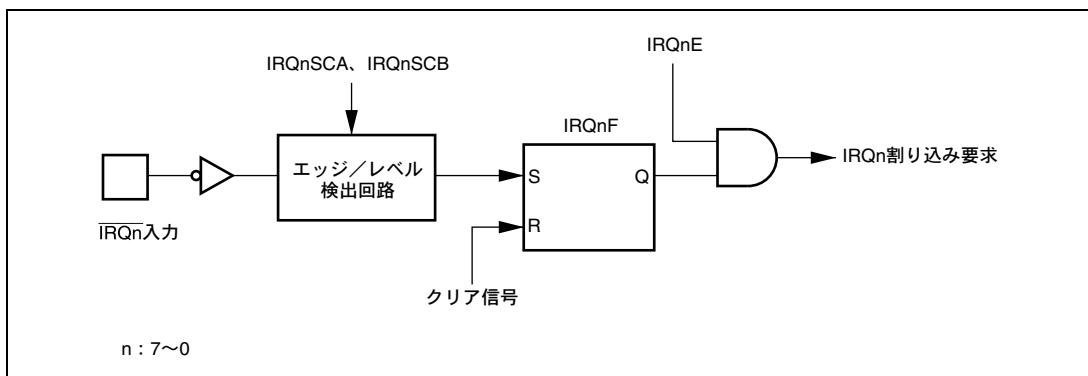 IRQnE
IRQnSCA、IRQnSCB
IRQnF
エッジ／レベル
検出回路
S
Q
IRQn割り込み要求
R
IRQn入力
クリア信号
n：7～0